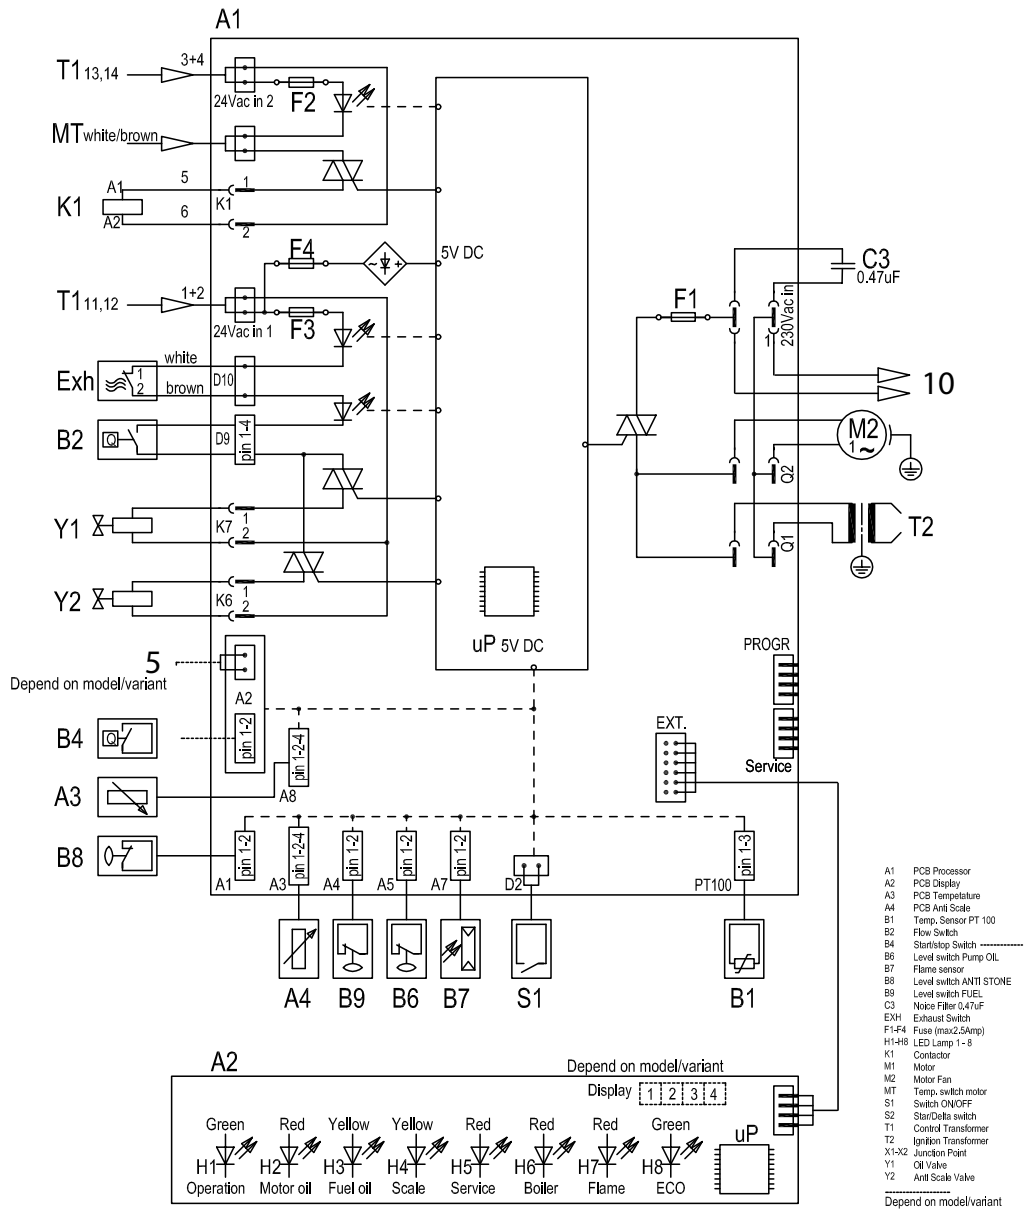 A1
T1 13,14
3+4
24Vac in 2
F2
MT white/brown
K1
A1
A2
5
6
K1
1
2
F4
5V DC
T1 11,12
1+2
24Vac in 1
F3
Exh
1
2
white
brown
D10
B2
Q
D9
pin 1-4
Y1
K7
1
2
Y2
K6
1
2
uP 5V DC
F1
230Vac in
1
C3
0.47uF
10
M2
1 ~
Q2
Q1
T2
5
Depend on model/variant
A2
pin 1-2
B4
Q
pin 1-2-4
A8
A3
B8
PROGR
Service
EXT.
pin 1-2
A1
pin 1-2-4
A3
pin 1-2
A4
pin 1-2
A5
pin 1-2
A7
D2
pin 1-3
PT100
A4
B9
B6
B7
S1
B1
A2
Depend on model/variant
Display 1 2 3 4
uP
Green
H1
Operation
Red
H2
Motor oil
Yellow
H3
Fuel oil
Yellow
H4
Scale
Red
H5
Service
Red
H6
Boiler
Red
H7
Flame
Green
H8
ECO
A1 PCB Processor
A2 PCB Display
A3 PCB Tempetature
A4 PCB Anti Scale
B1 Temp. Sensor PT 100
B2 Flow Switch
B4 Start/stop Switch ------------
B6 Level switch Pump OIL
B7 Flame sensor
B8 Level switch ANTI STONE
B9 Level switch FUEL
C3 Noice Filter 0,47uF
EXH Exhaust Switch
F1-F4 Fuse (max2.5Amp)
H1-H8 LED Lamp 1 - 8
K1 Contactor
M1 Motor
M2 Motor Fan
MT Temp. switch motor
S1 Switch ON/OFF
S2 Star/Delta switch
T1 Control Transformer
T2 Ignition Transformer
X1-X2 Junction Point
Y1 Oil Valve
Y2 Anti Scale Valve
--------------------
Depend on model/variant